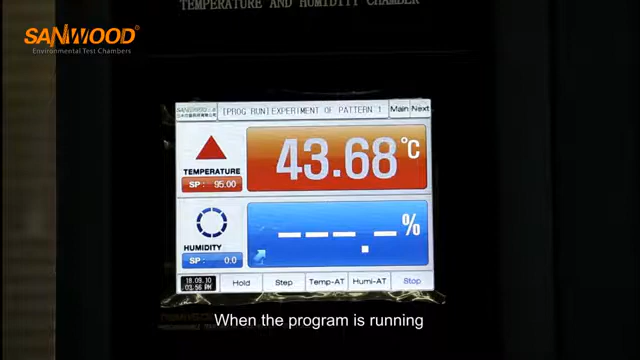 TEMPERATURE AND HUMIDITY CHAMBER
SANWOOD®
Environmental Test Chambers
[PROG RUN]EXPERIMENT OF PATTERN 1
Main
Next
43.68 °C
TEMPERATURE
SP : 95.00
---.- %
HUMIDITY
SP : 0.0
18.09.10
03:56 PM
Hold
Step
Temp-AT
Humi-AT
Stop
When the program is running